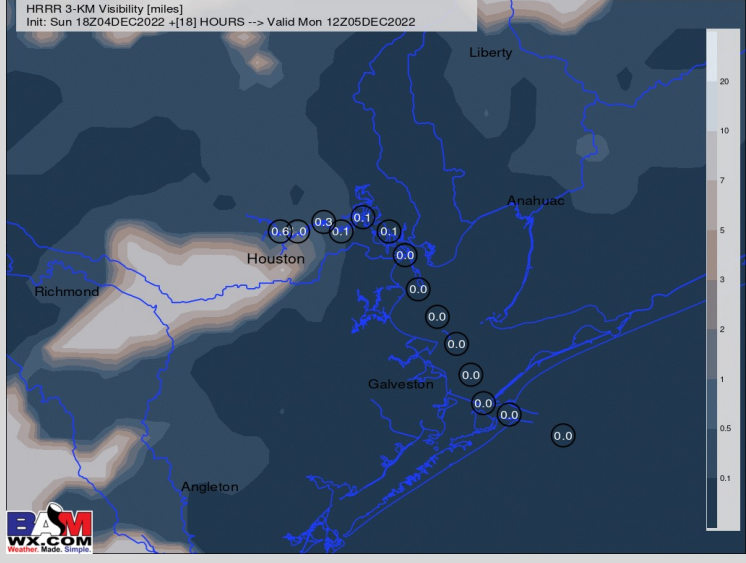 HRRR 3-KM Visibility [miles]
Init: Sun 18Z04DEC2022 +[18] HOURS --> Valid Mon 12Z05DEC2022
Liberty
20
10
7
Anahuac
0.1
0.3
0.6
.0
0.1
0.1
5
0.0
Houston
3
Richmond
0.0
0.0
2
0.0
0.0
1
Galveston
0.0
0.0
0.5
0.0
0.1
Angleton
BAM
WX.COM
Weather. Made. Simple.